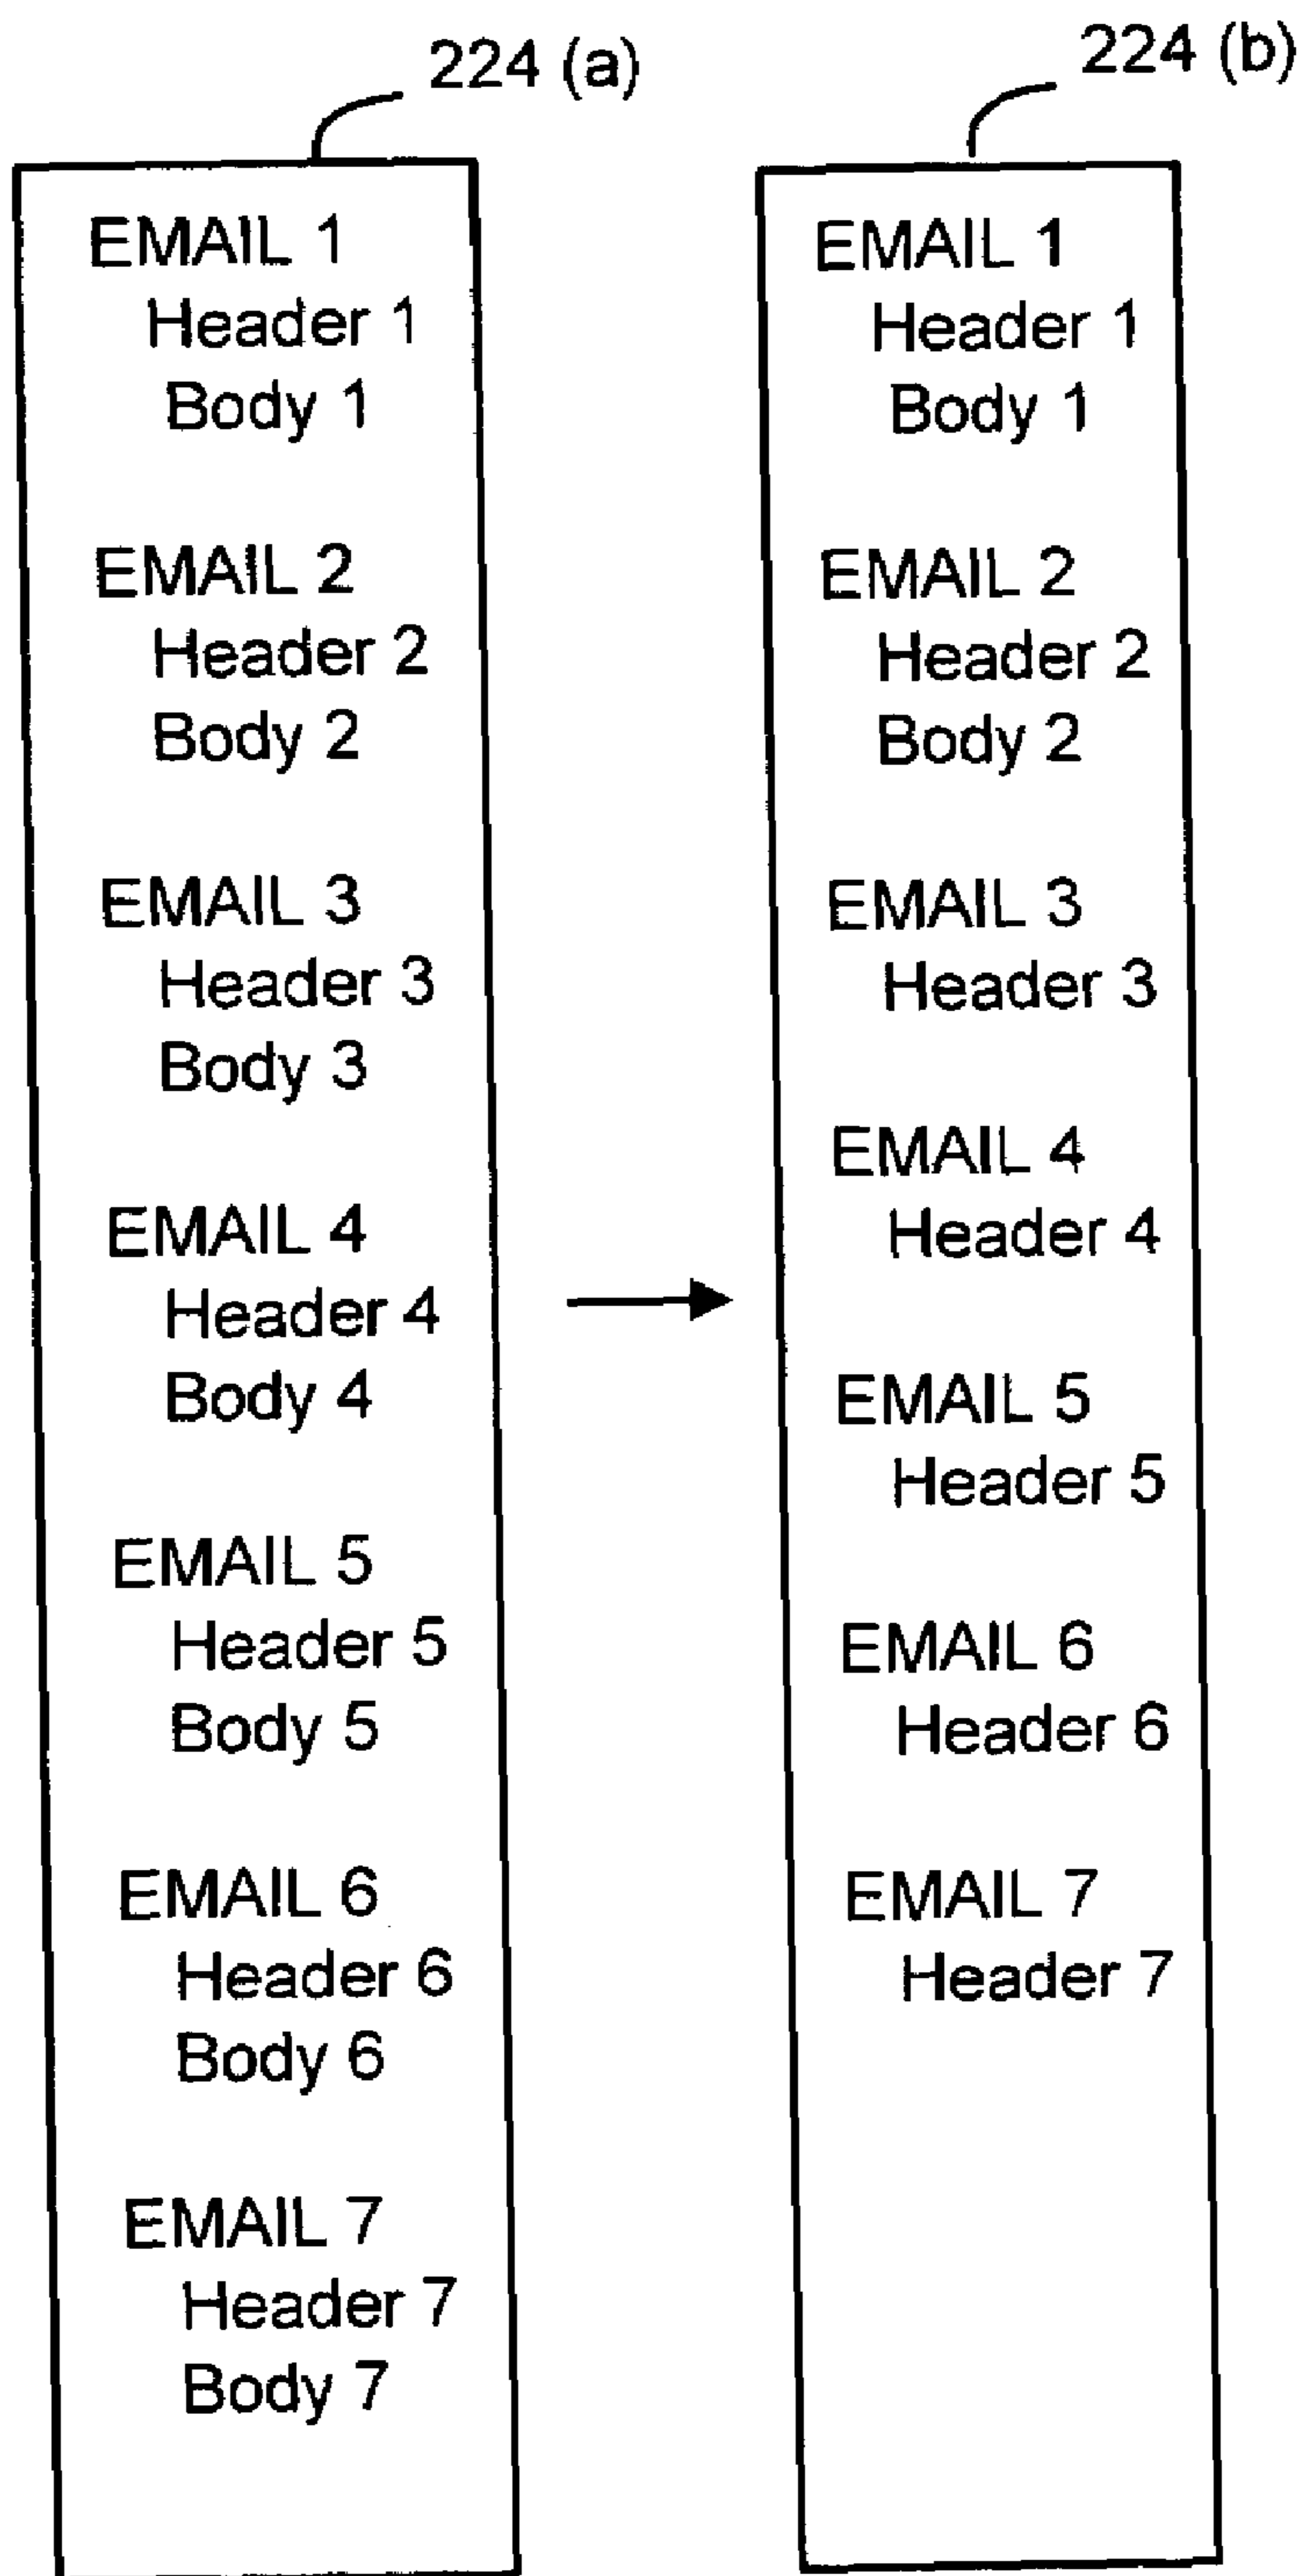 224 (a)
EMAIL 1
Header 1
Body 1
EMAIL 2
Header 2
Body 2
EMAIL 3
Header 3
Body 3
EMAIL 4
Header 4
Body 4
EMAIL 5
Header 5
Body 5
EMAIL 6
Header 6
Body 6
EMAIL 7
Header 7
Body 7
224 (b)
EMAIL 1
Header 1
Body 1
EMAIL 2
Header 2
Body 2
EMAIL 3
Header 3
EMAIL 4
Header 4
EMAIL 5
Header 5
EMAIL 6
Header 6
EMAIL 7
Header 7